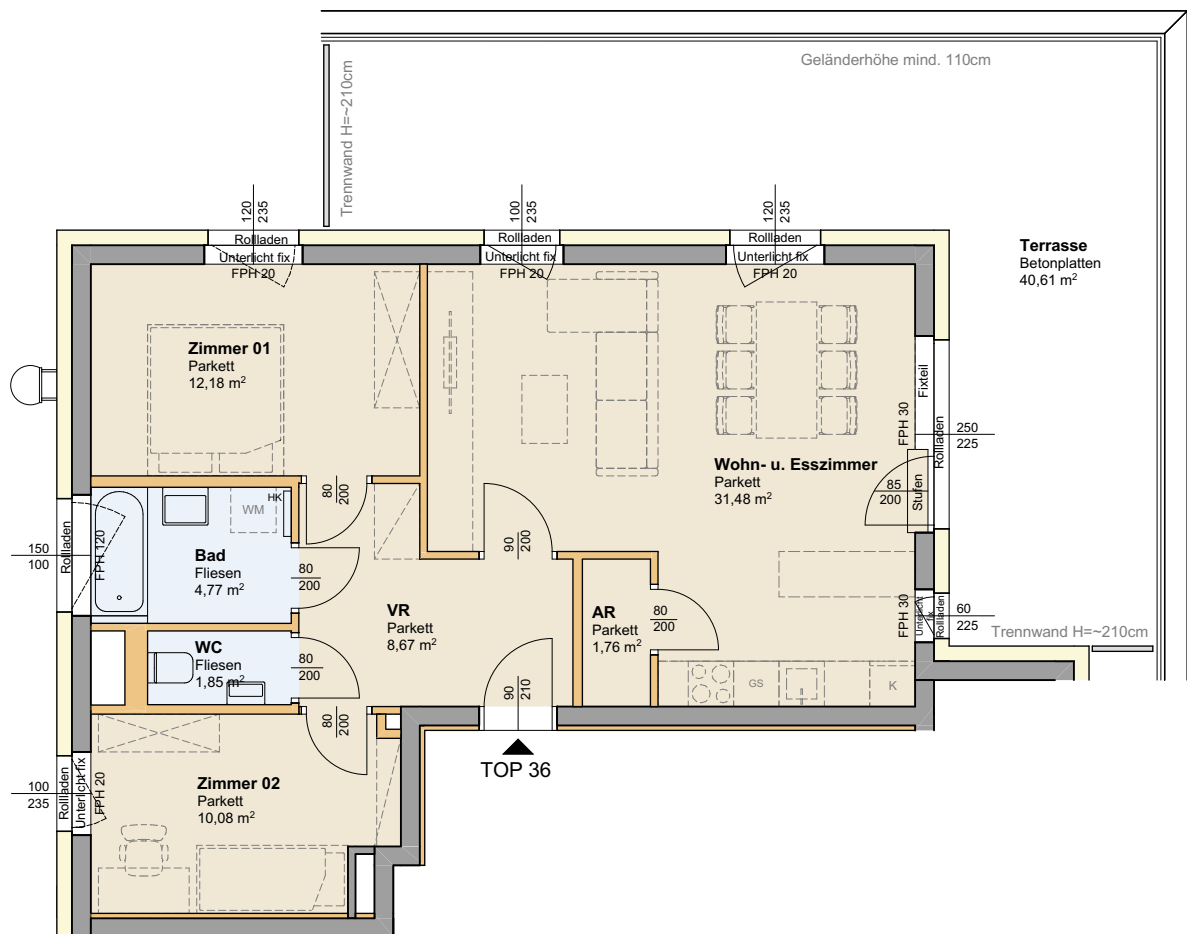 Geländerhöhe mind. 110cm
Trennwand H=~210cm
120
235
Rollladen
Unterlicht fix
FPH 20
100
235
Rollladen
Unterlicht fix
FPH 20
120
235
Rollladen
Unterlicht fix
FPH 20
Terrasse
Betonplatten
40,61 m²
Zimmer 01
Parkett
12,18 m²
Fixteil
FPH 30
250
225
Rollladen
Wohn- u. Esszimmer
Parkett
31,48 m²
85
200
Stufen
80
200
HK
WM
150
100
Rollladen
FPH 120
Bad
Fliesen
4,77 m²
80
200
90
200
VR
Parkett
8,67 m²
AR
Parkett
1,76 m²
80
200
FPH 30
Unterlicht
fix
Rollladen
60
225
Trennwand H=~210cm
WC
Fliesen
1,85 m²
80
200
90
210
GS
K
80
200
TOP 36
Zimmer 02
Parkett
10,08 m²
100
235
Rollladen
Unterlicht fix
FPH 20